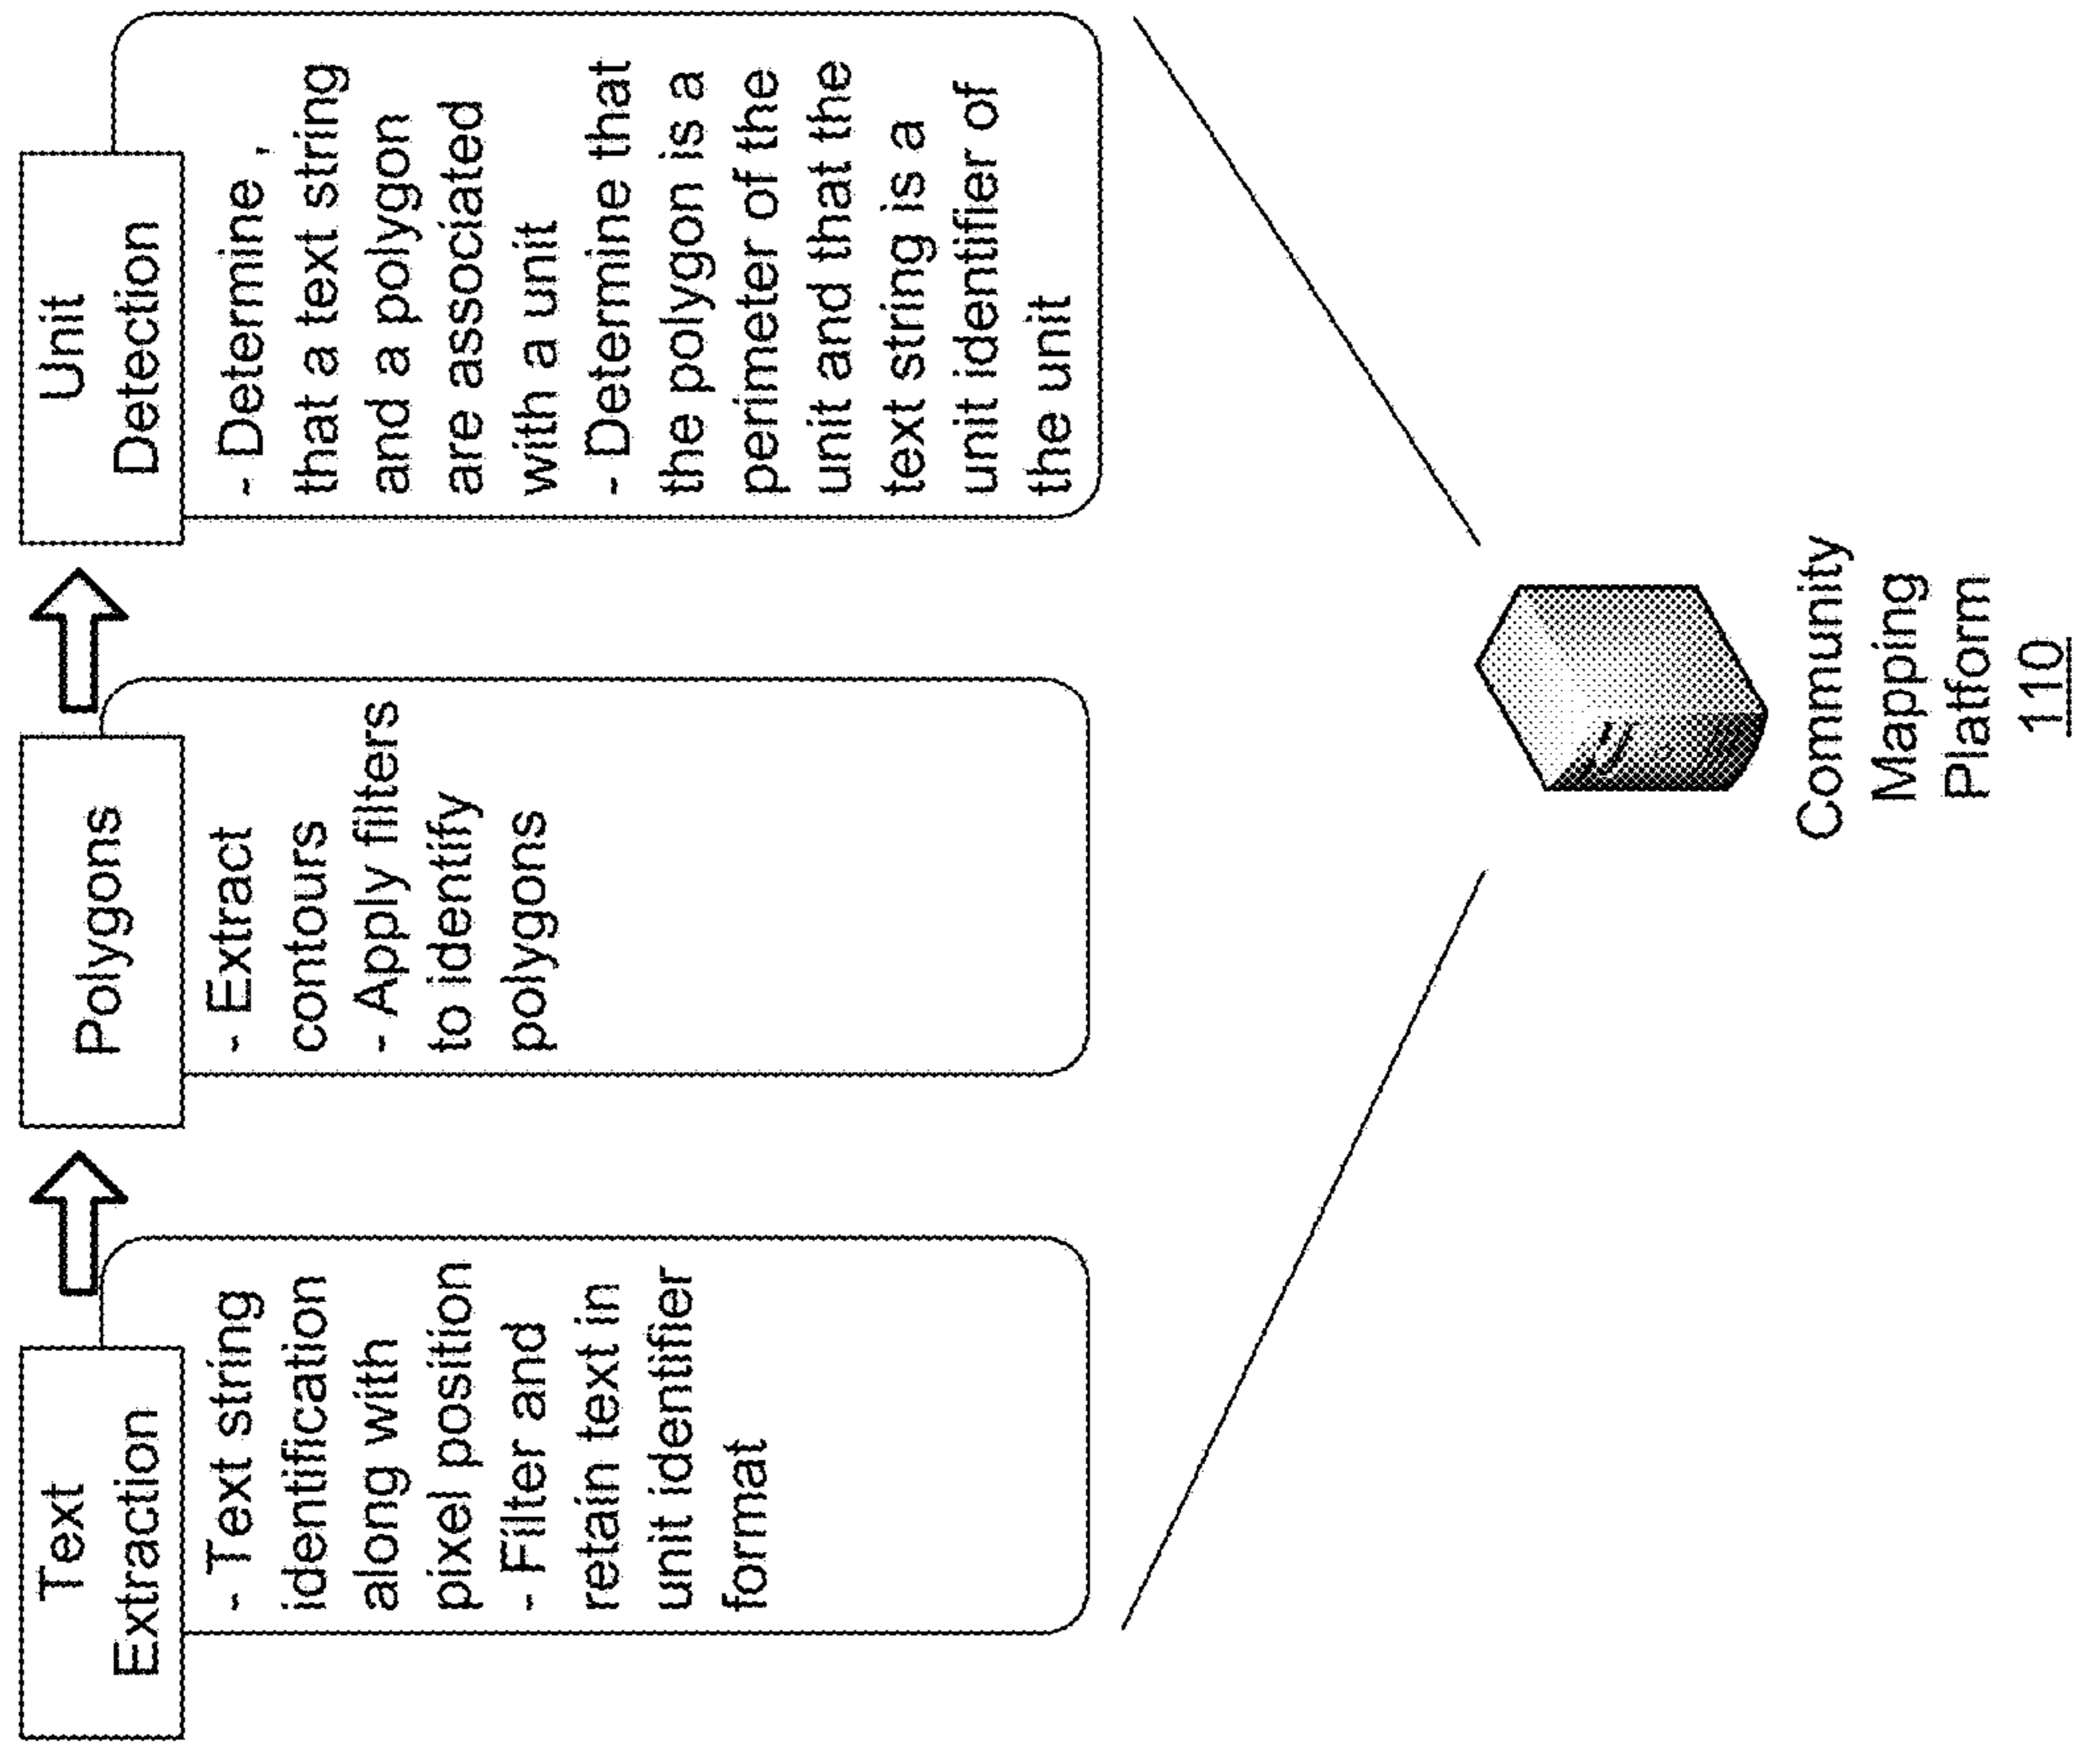 Text
Extraction
- Text string
identification
along with
pixel position
- Filter and
retain text in
unit identifier
format
Polygons
- Extract
contours
- Apply filters
to identify
polygons
Unit
Detection
- Determine ,
that a text string
and a polygon
are associated
with a unit
- Determine that
the polygon is a
perimeter of the
unit and that the
text string is a
unit identifier of
the unit
Community
Mapping
Platform
110